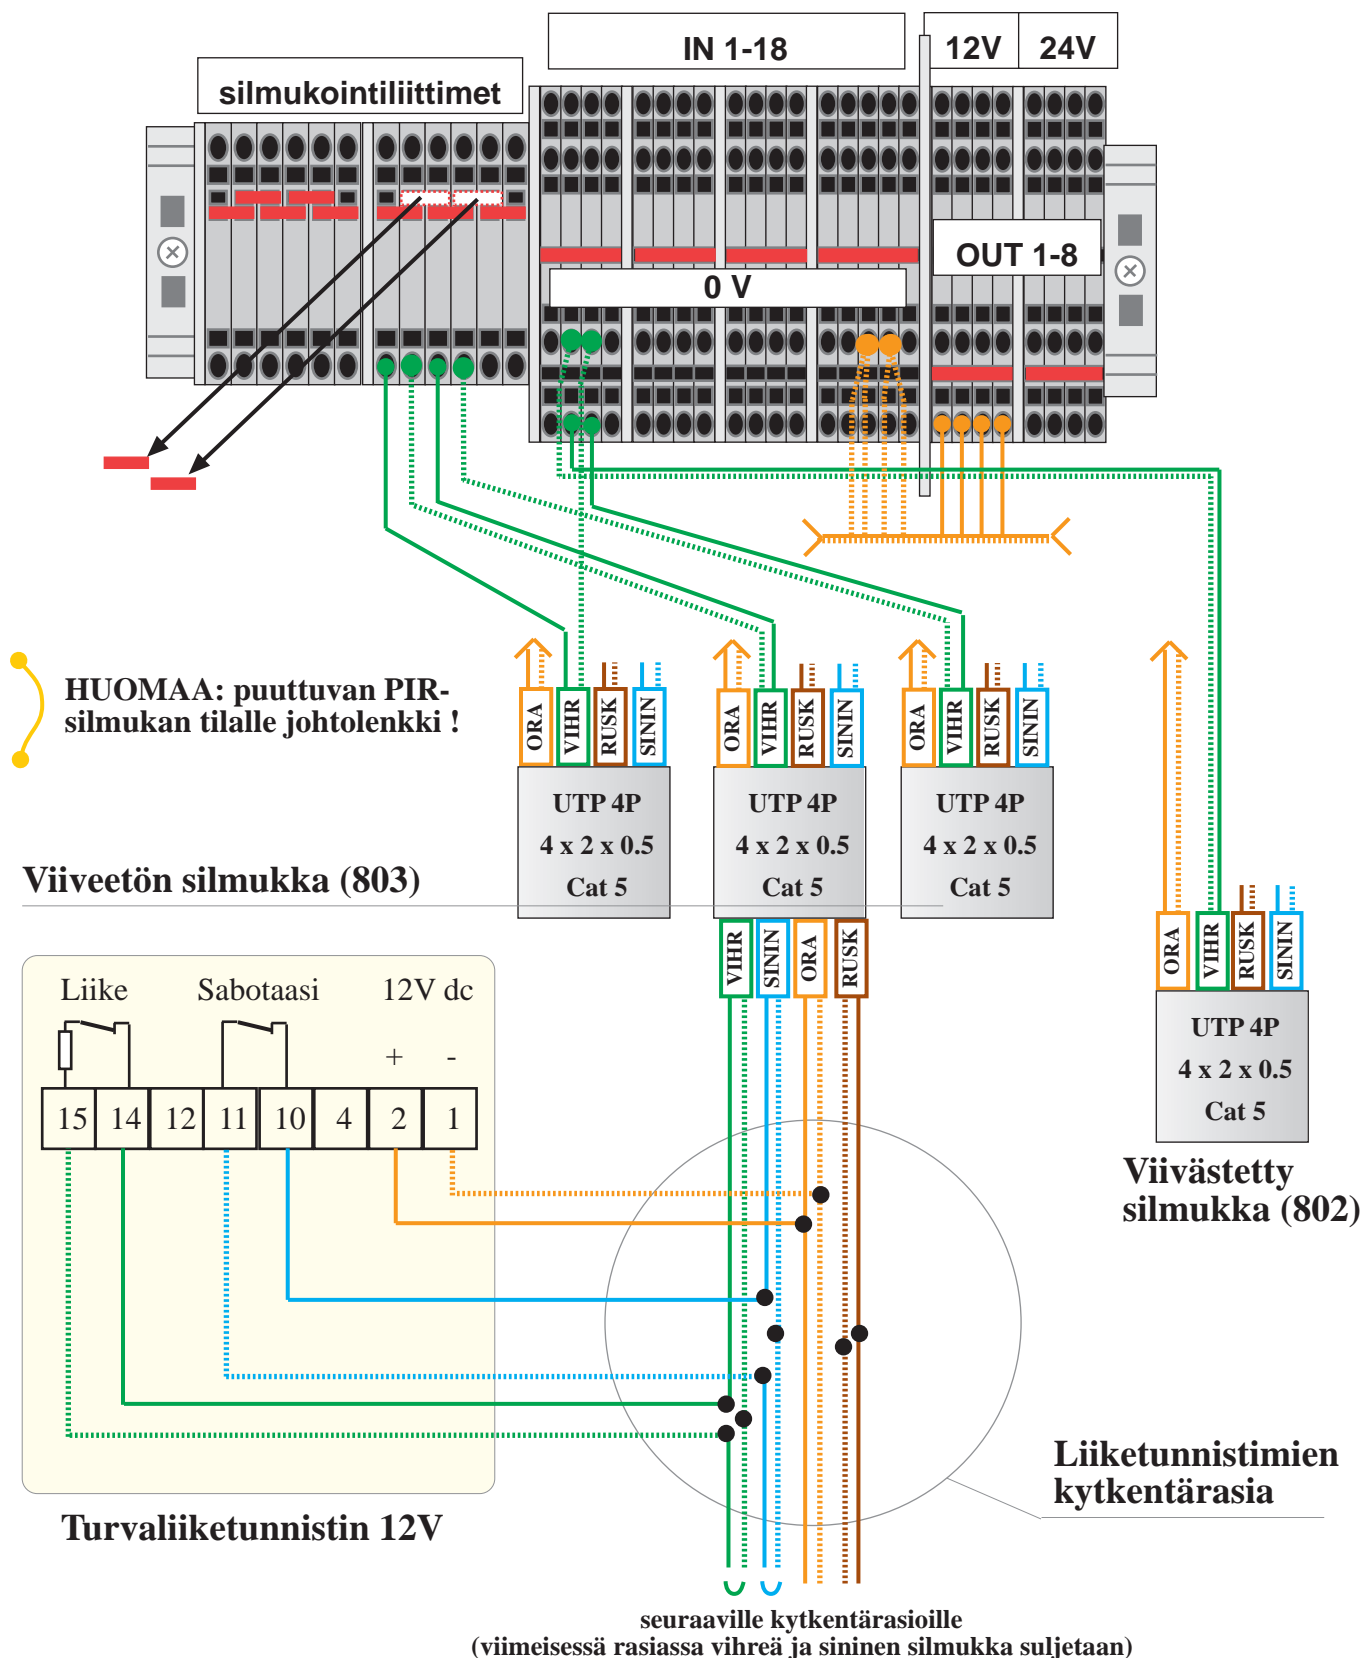 IN 1-18
12V
24V
silmukointiliittimet
OUT 1-8
0 V
HUOMAA: puuttuvan PIR-
silmukan tilalle johtolenkki !
ORA
VIHR
RUSK
SININ
ORA
VIHR
RUSK
SININ
ORA
VIHR
RUSK
SININ
UTP 4P
4 x 2 x 0.5
Cat 5
UTP 4P
4 x 2 x 0.5
Cat 5
UTP 4P
4 x 2 x 0.5
Cat 5
Viiveetön silmukka (803)
VIHR
SININ
ORA
RUSK
ORA
VIHR
RUSK
SININ
UTP 4P
4 x 2 x 0.5
Cat 5
Viivästetty
silmukka (802)
Liike
Sabotaasi
12V dc
+
-
15
14
12
11
10
4
2
1
Turvaliiketunnistin 12V
Liiketunnistimien
kytkentärasia
seuraaville kytkentärasioille
(viimeisessä rasiassa vihreä ja sininen silmukka suljetaan)